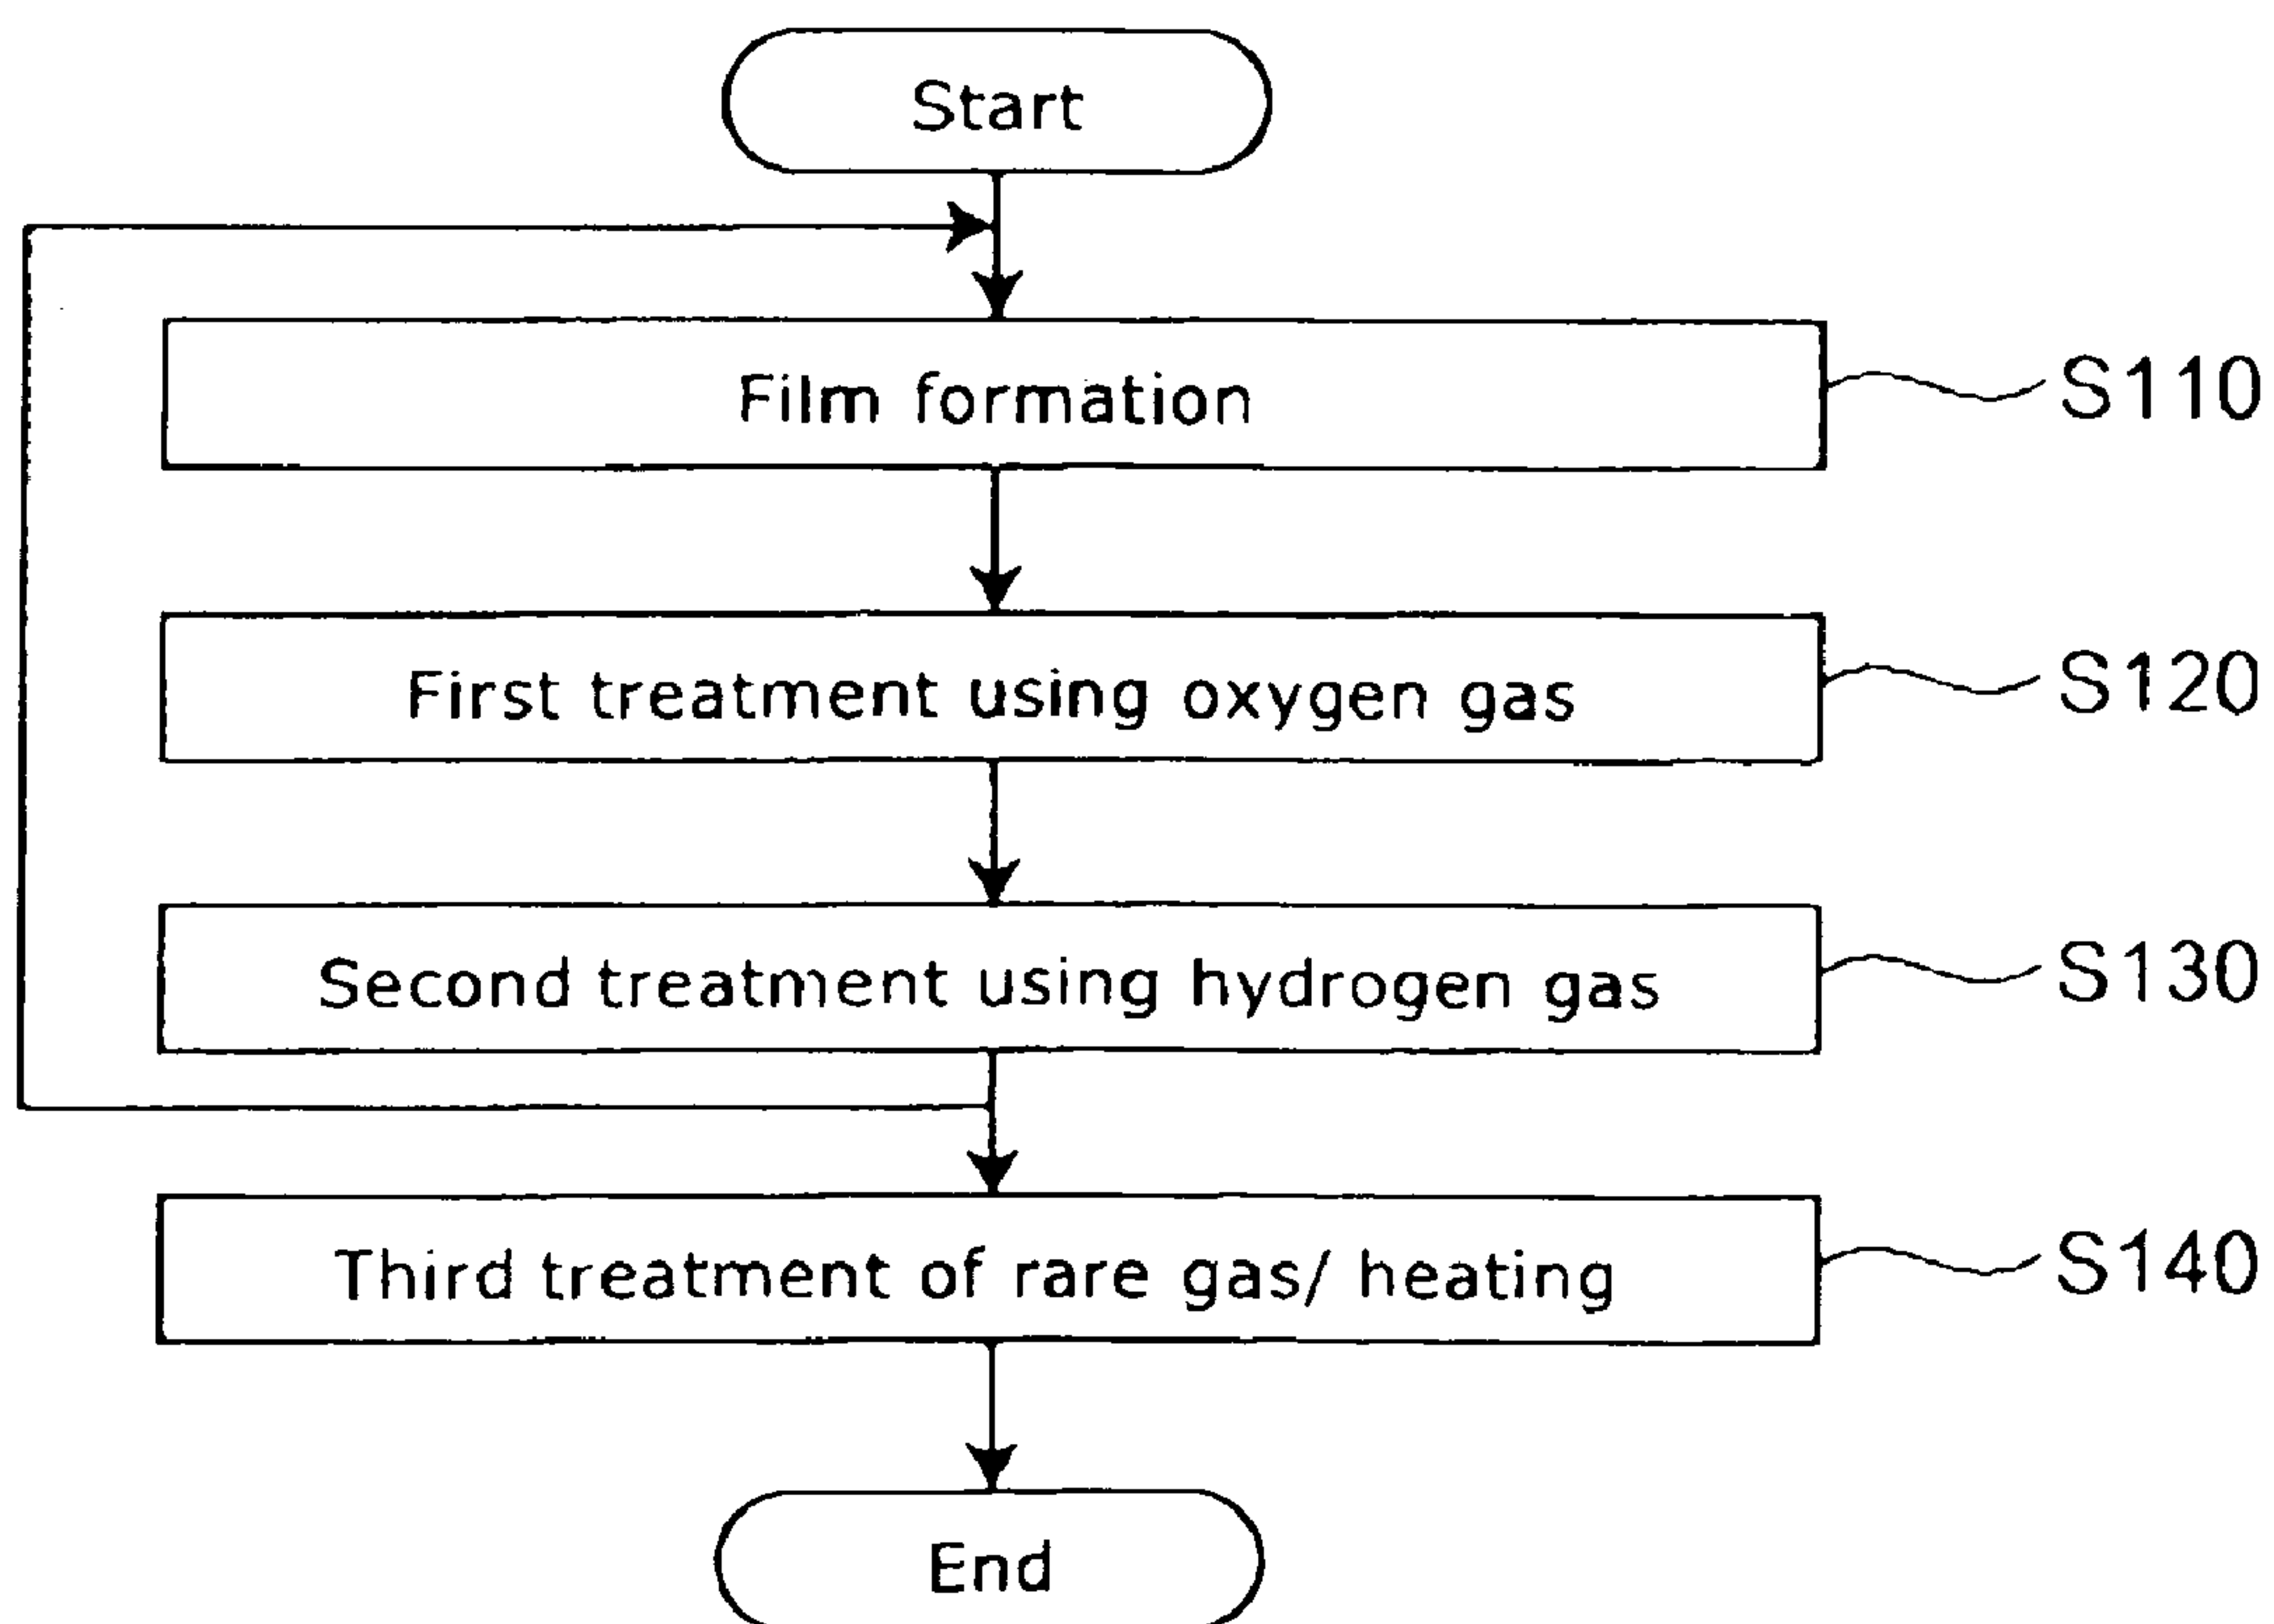 Start
Film formation
S110
First treatment using oxygen gas
S120
Second treatment using hydrogen gas
S130
Third treatment of rare gas/ heating
S140
End